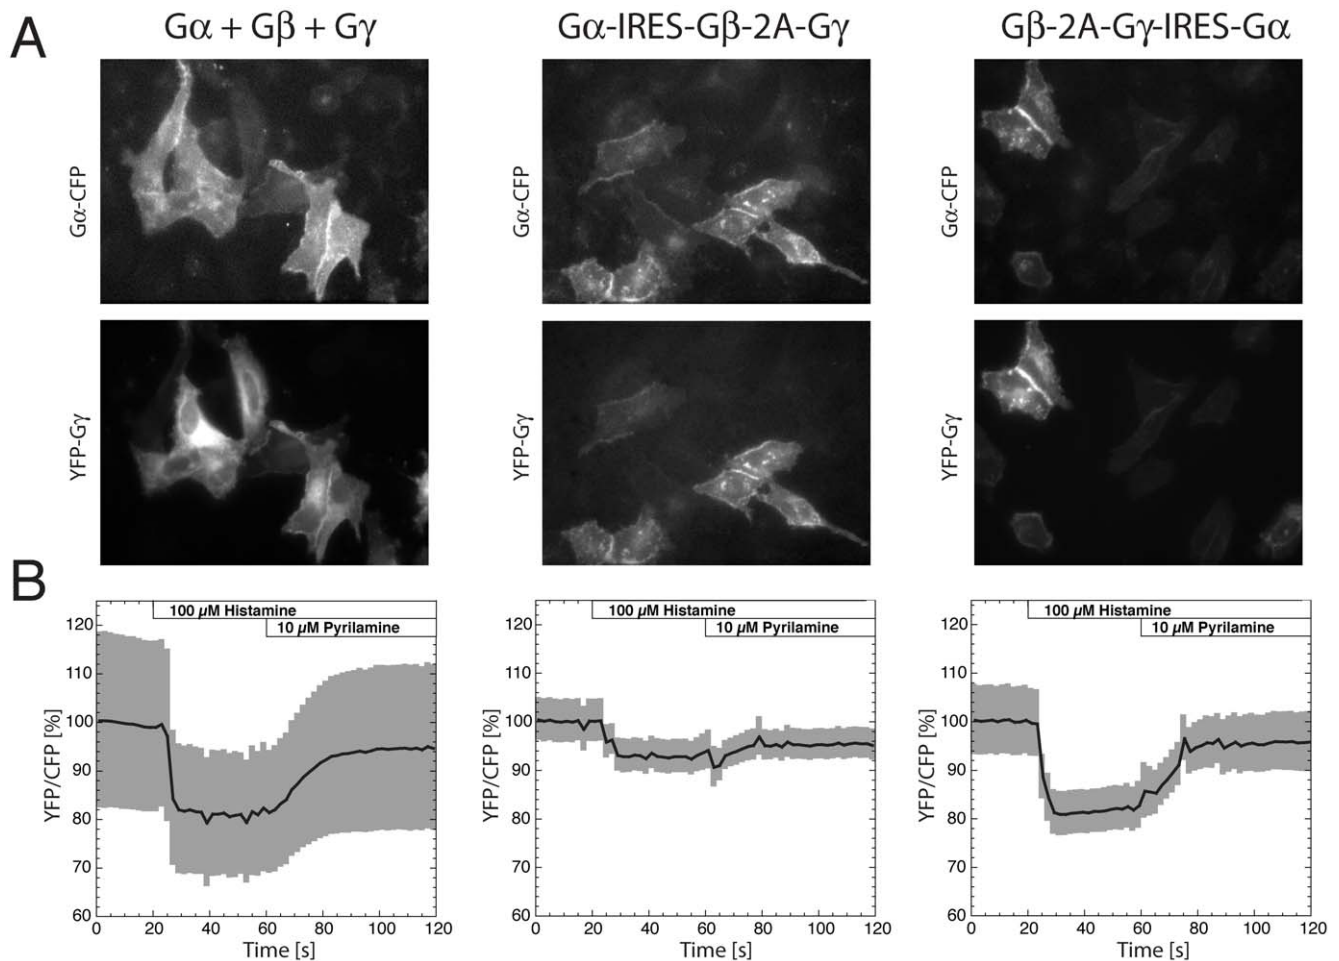 A
Gα + Gβ + Gγ
Gα-IRES-Gβ-2A-Gγ
Gβ-2A-Gγ-IRES-Gα
Gα-CFP
Gα-CFP
Gα-CFP
YFP-Gγ
YFP-Gγ
YFP-Gγ
B
YFP/CFP [%]
120
110
100
90
80
70
60
100 µM Histamine
10 µM Pyrilamine
0 20 40 60 80 100 120
Time [s]
YFP/CFP [%]
120
110
100
90
80
70
60
100 µM Histamine
10 µM Pyrilamine
0 20 40 60 80 100 120
Time [s]
YFP/CFP [%]
120
110
100
90
80
70
60
100 µM Histamine
10 µM Pyrilamine
0 20 40 60 80 100 120
Time [s]